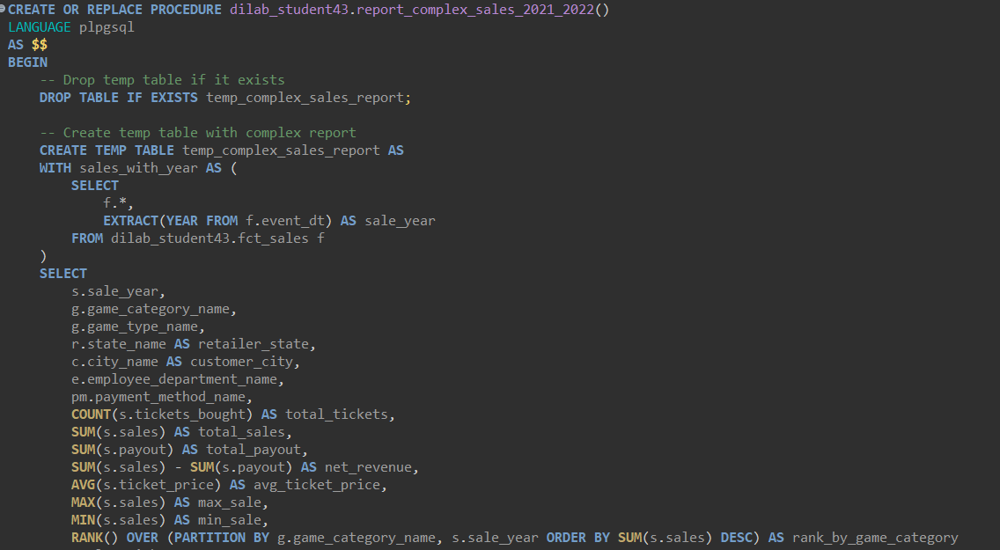 CREATE OR REPLACE PROCEDURE dilab_student43.report_complex_sales_2021_2022()
LANGUAGE plpgsql
AS $$
BEGIN
    -- Drop temp table if it exists
    DROP TABLE IF EXISTS temp_complex_sales_report;

    -- Create temp table with complex report
    CREATE TEMP TABLE temp_complex_sales_report AS
    WITH sales_with_year AS (
        SELECT
            f.*,
            EXTRACT(YEAR FROM f.event_dt) AS sale_year
        FROM dilab_student43.fct_sales f
    )
    SELECT
        s.sale_year,
        g.game_category_name,
        g.game_type_name,
        r.state_name AS retailer_state,
        c.city_name AS customer_city,
        e.employee_department_name,
        pm.payment_method_name,
        COUNT(s.tickets_bought) AS total_tickets,
        SUM(s.sales) AS total_sales,
        SUM(s.payout) AS total_payout,
        SUM(s.sales) - SUM(s.payout) AS net_revenue,
        AVG(s.ticket_price) AS avg_ticket_price,
        MAX(s.sales) AS max_sale,
        MIN(s.sales) AS min_sale,
        RANK() OVER (PARTITION BY g.game_category_name, s.sale_year ORDER BY SUM(s.sales) DESC) AS rank_by_game_category